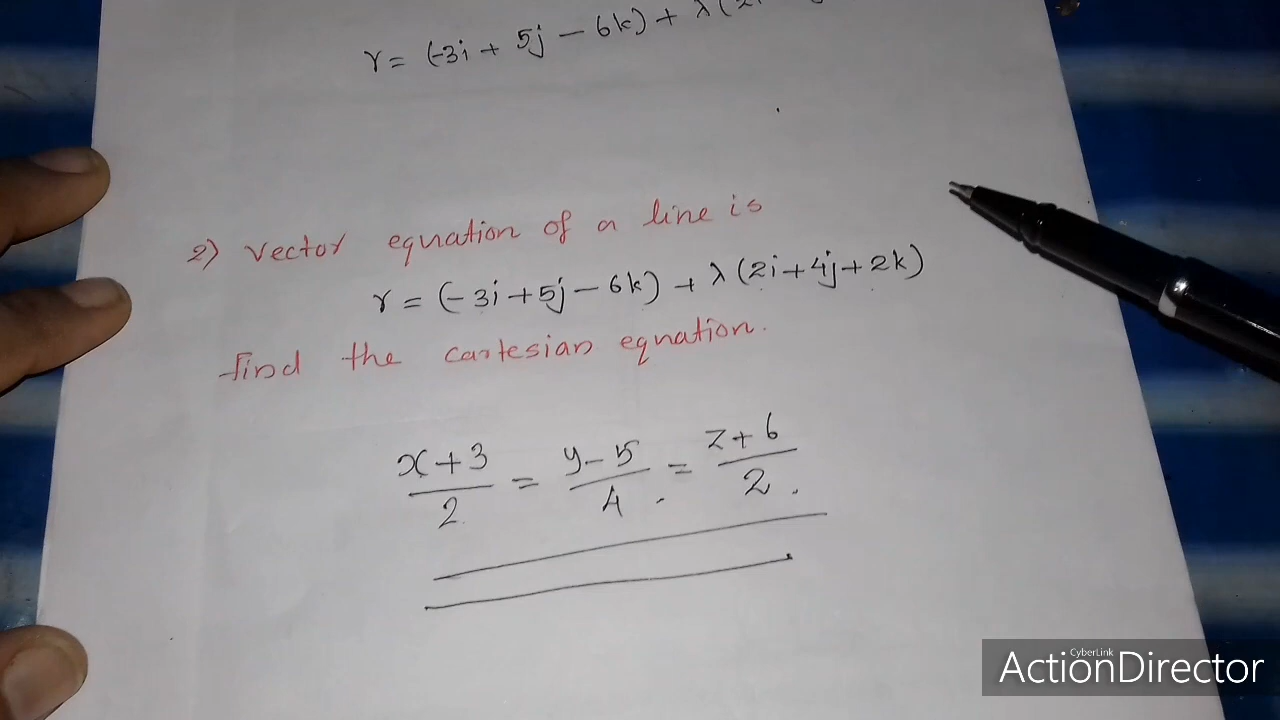 r = (-3i + 5j - 6k) + λ(2i
2) Vector equation of a line is
r = (-3i+5j-6k) + λ(2i+4j+2k)
find the cartesian equation.
x+3/2 = y-5/4 = z+6/2
CyberLink
ActionDirector